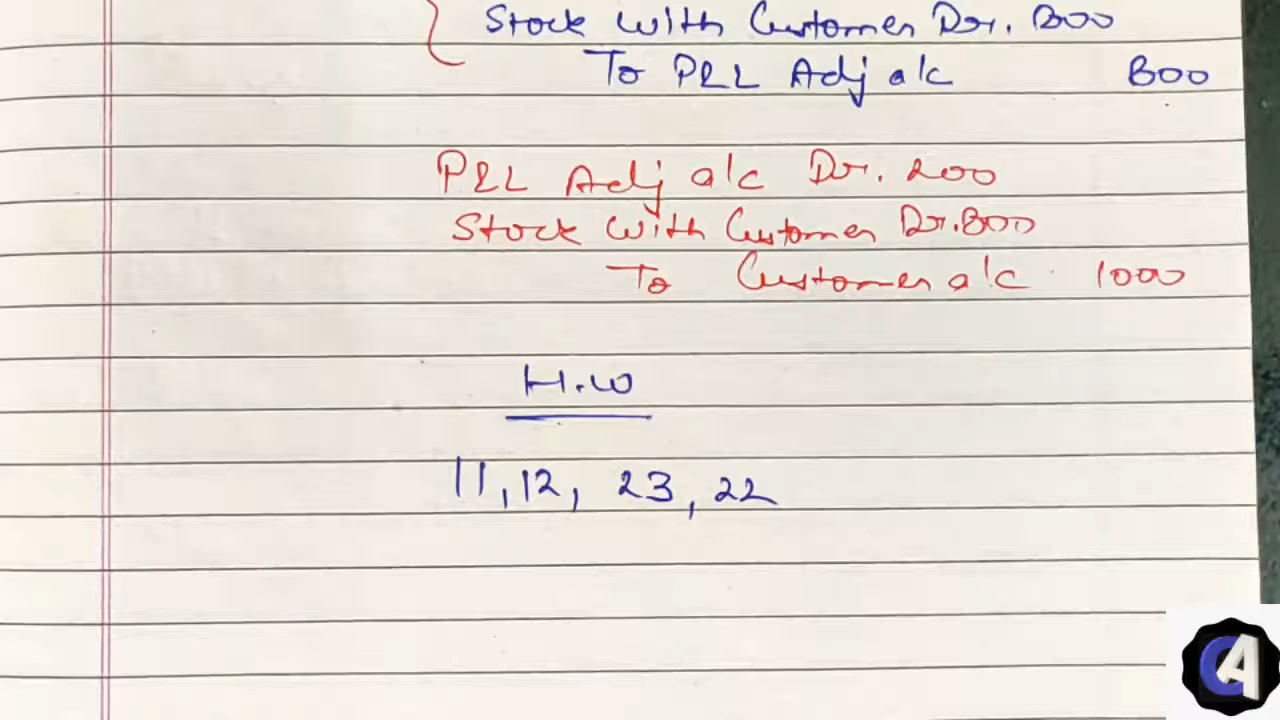 Stock with Customer Dr. 800
To P&L Adj a/c 800
P&L Adj a/c Dr. 200
Stock with Customer Dr. 800
To Customer a/c 1000
H.W
11, 12, 23, 22
CA